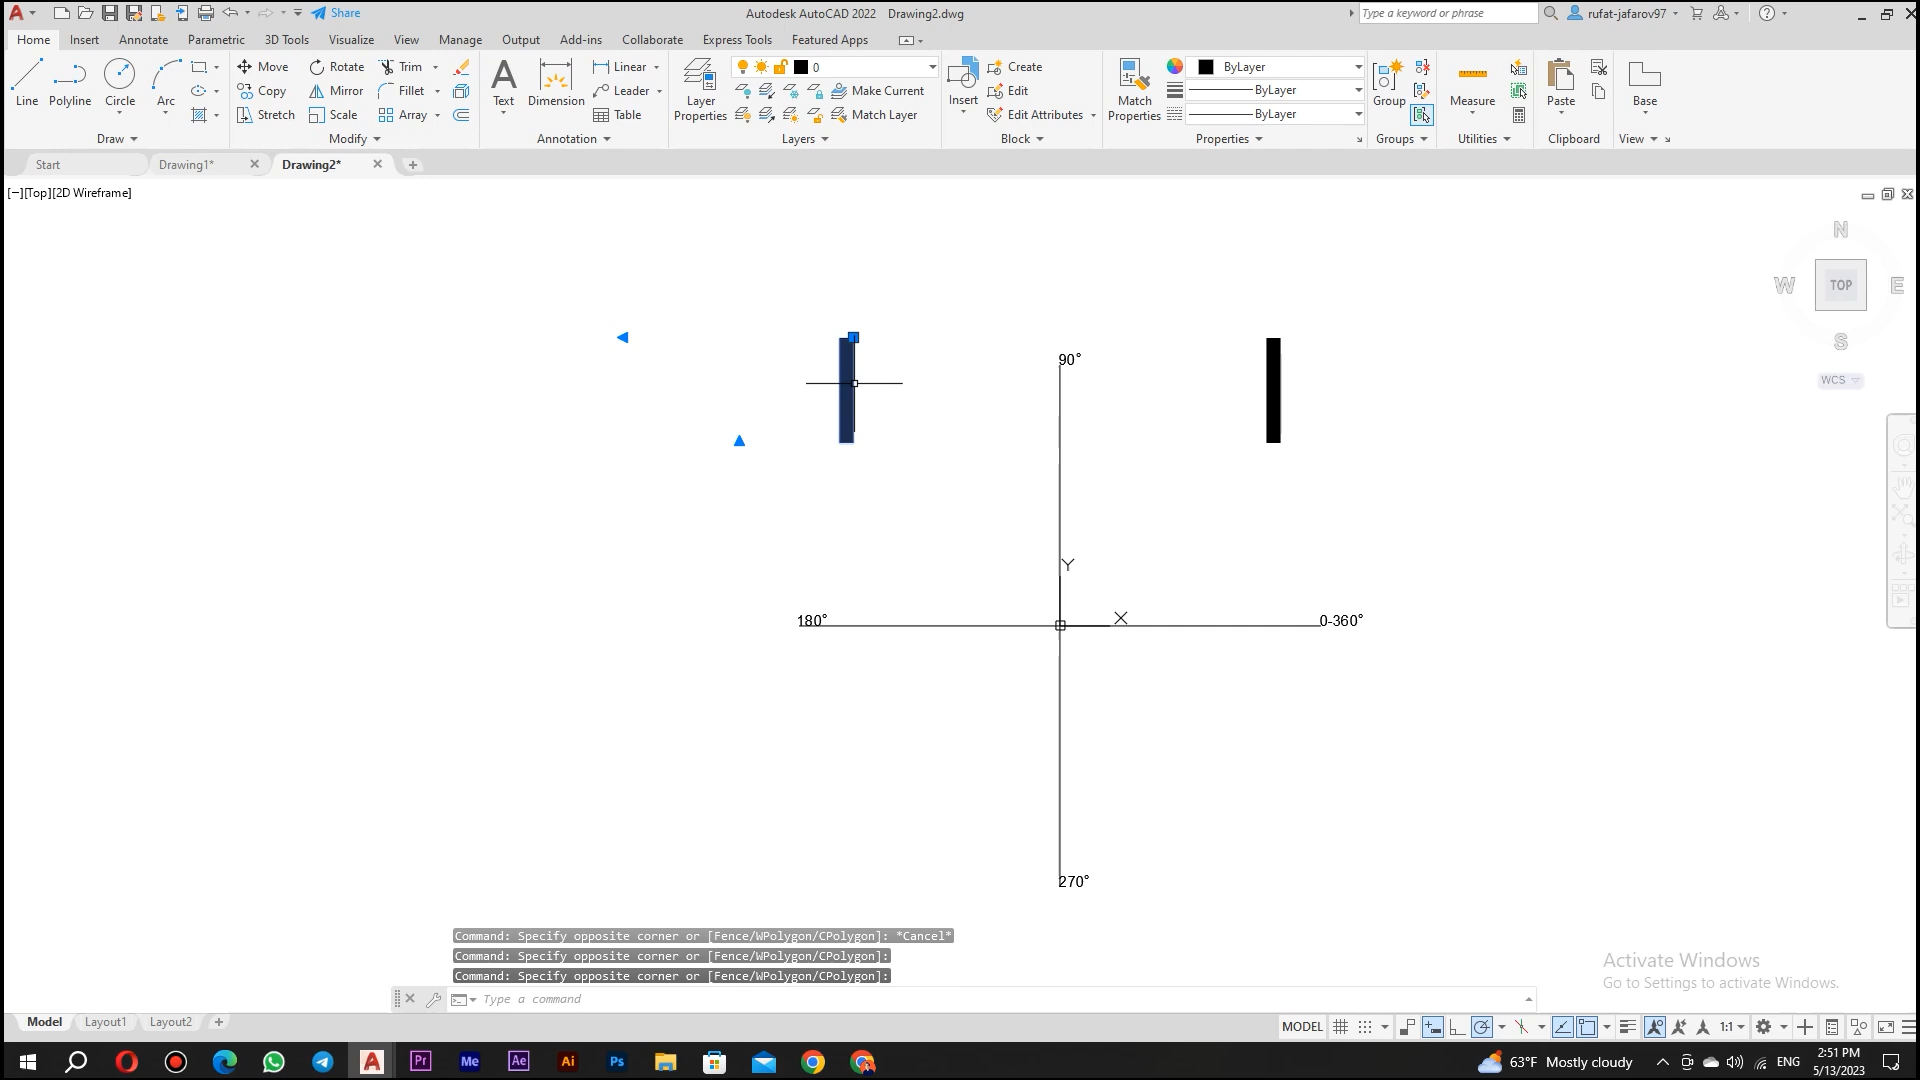 Share
Autodesk AutoCAD 2022 Drawing2.dwg
Type a keyword or phrase
rufat-jafarov97
Home Insert Annotate Parametric 3D Tools Visualize View Manage Output Add-ins Collaborate Express Tools Featured Apps
Line Polyline Circle Arc
Move Rotate Trim
Copy Mirror Fillet
Stretch Scale Array
Text Dimension
Linear
Leader
Table
Layer Properties
0
Make Current
Match Layer
Insert
Create
Edit
Edit Attributes
Match Properties
ByLayer
ByLayer
ByLayer
Group
Measure
Paste
Base
Draw Modify Annotation Layers Block Properties Groups Utilities Clipboard View
Start Drawing1* Drawing2*
[−][Top][2D Wireframe]
N
W TOP E
S
WCS
90°
Y
X
180°
0-360°
270°
Command: Specify opposite corner or [Fence/WPolygon/CPolygon]: *Cancel*
Command: Specify opposite corner or [Fence/WPolygon/CPolygon]:
Command: Specify opposite corner or [Fence/WPolygon/CPolygon]:
Type a command
Activate Windows
Go to Settings to activate Windows.
Model Layout1 Layout2
MODEL 1:1
Pr Me Ae Ai Ps
63°F Mostly cloudy
ENG
2:51 PM
5/13/2023